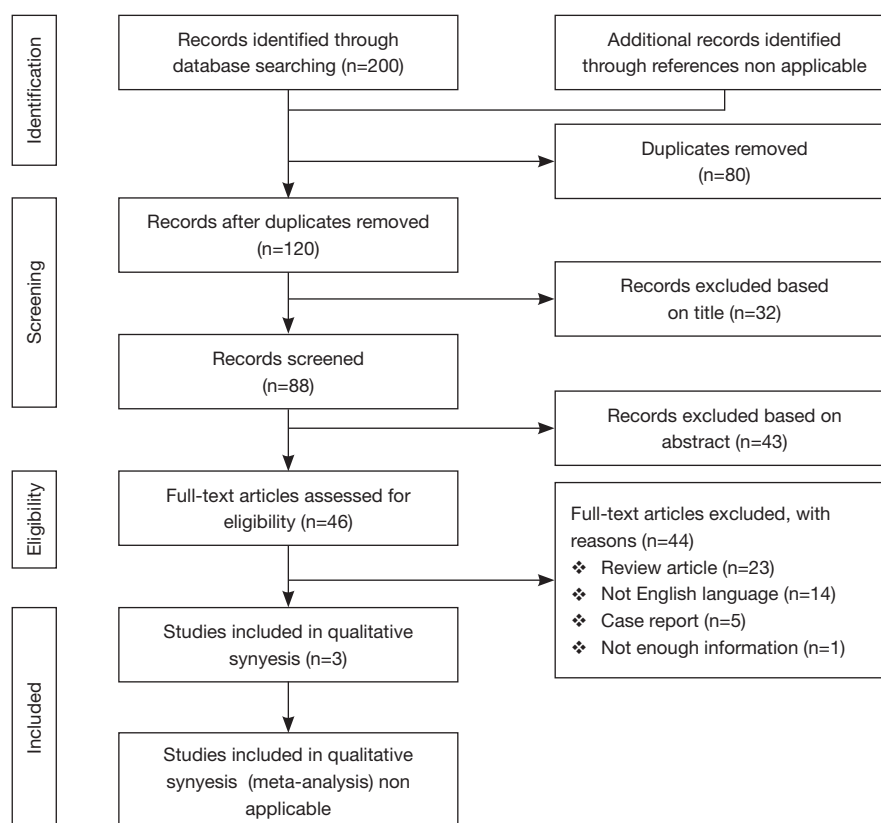 Identification
Records identified through
database searching (n=200)
Additional records identified
through references non applicable
Duplicates removed
(n=80)
Screening
Records after duplicates removed
(n=120)
Records excluded based
on title (n=32)
Records screened
(n=88)
Records excluded based on
abstract (n=43)
Eligibility
Full-text articles assessed for
eligibility (n=46)
Full-text articles excluded, with
reasons (n=44)
❖ Review article (n=23)
❖ Not English language (n=14)
❖ Case report (n=5)
❖ Not enough information (n=1)
Included
Studies included in qualitative
synyesis (n=3)
Studies included in qualitative
synyesis (meta-analysis) non
applicable